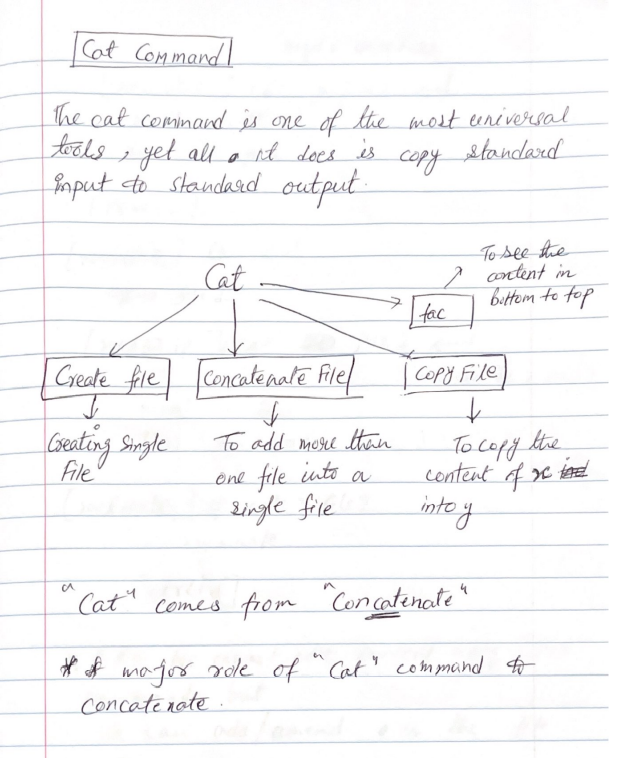 Cat Command
The cat command is one of the most universal
tools, yet all it does is copy standard
input to standard output.
To see the
content in
bottom to top
Cat
tac
Create file
Concatenate File
Copy File
Creating Single
File
To add more than
one file into a
single file
To copy the
content of x
into y
"Cat" comes from "Concatenate"
* major role of "Cat" command to
Concatenate.